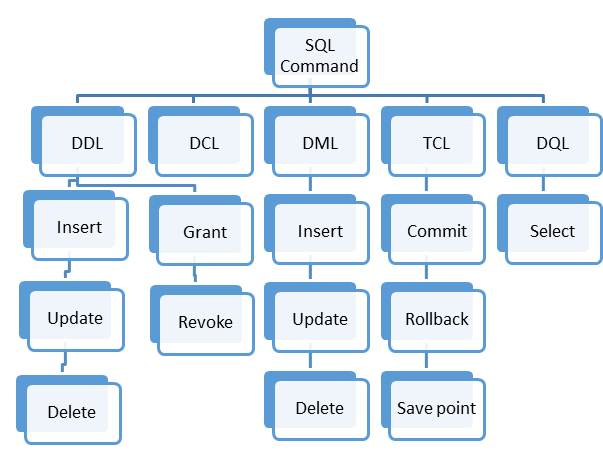 SQL
Command
DDL
DCL
DML
TCL
DQL
Insert
Grant
Insert
Commit
Select
Update
Revoke
Update
Rollback
Delete
Delete
Save point